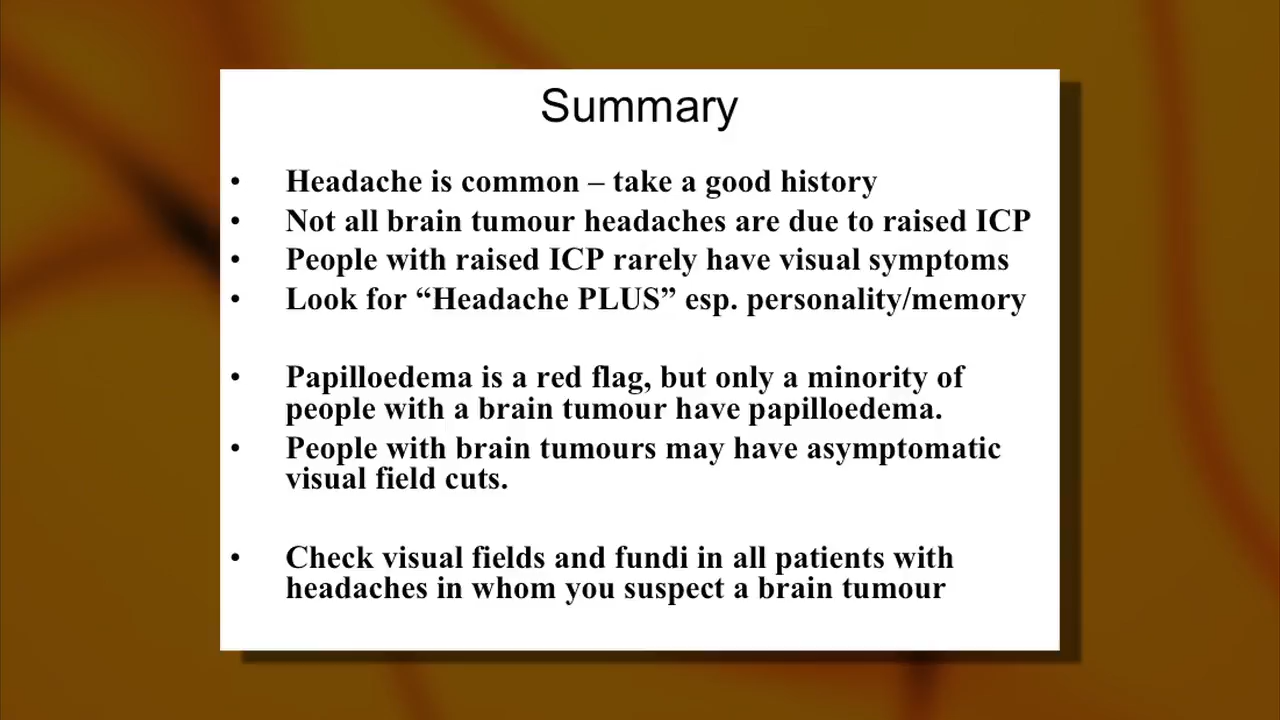 Summary
• Headache is common – take a good history
• Not all brain tumour headaches are due to raised ICP
• People with raised ICP rarely have visual symptoms
• Look for “Headache PLUS” esp. personality/memory
• Papilloedema is a red flag, but only a minority of
people with a brain tumour have papilloedema.
• People with brain tumours may have asymptomatic
visual field cuts.
• Check visual fields and fundi in all patients with
headaches in whom you suspect a brain tumour